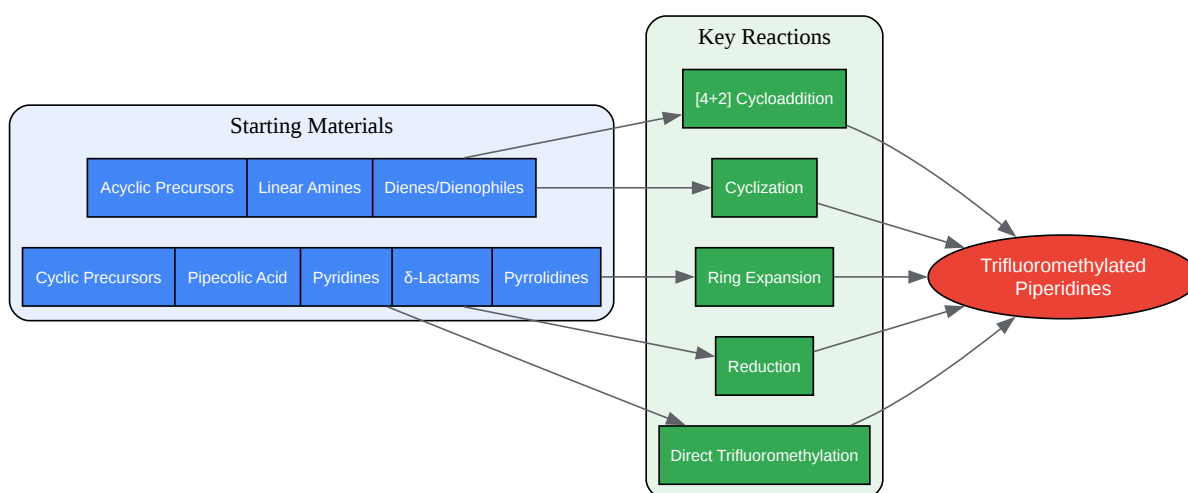 Starting Materials
Acyclic Precursors Linear Amines Dienes/Dienophiles
Cyclic Precursors Pipecolic Acid Pyridines δ-Lactams Pyrrolidines
Key Reactions
[4+2] Cycloaddition
Cyclization
Ring Expansion
Reduction
Direct Trifluoromethylation
Trifluoromethylated
Piperidines